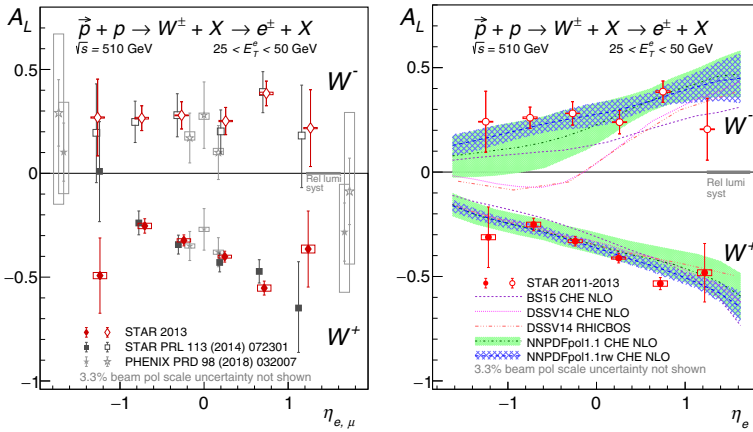 A_L
p⃗ + p → W± + X → e± + X
√s = 510 GeV 25 < E_T^e < 50 GeV
0.5
0
−0.5
−1
W⁻
Rel lumi
syst
W⁺
STAR 2013
STAR PRL 113 (2014) 072301
PHENIX PRD 98 (2018) 032007
3.3% beam pol scale uncertainty not shown
−1 0 1
η_e, μ
A_L
p⃗ + p → W± + X → e± + X
√s = 510 GeV 25 < E_T^e < 50 GeV
0.5
0
−0.5
−1
W⁻
Rel lumi
syst
W⁺
STAR 2011-2013
BS15 CHE NLO
DSSV14 CHE NLO
DSSV14 RHICBOS
NNPDFpol1.1 CHE NLO
NNPDFpol1.1rw CHE NLO
3.3% beam pol scale uncertainty not shown
−1 0 1
η_e